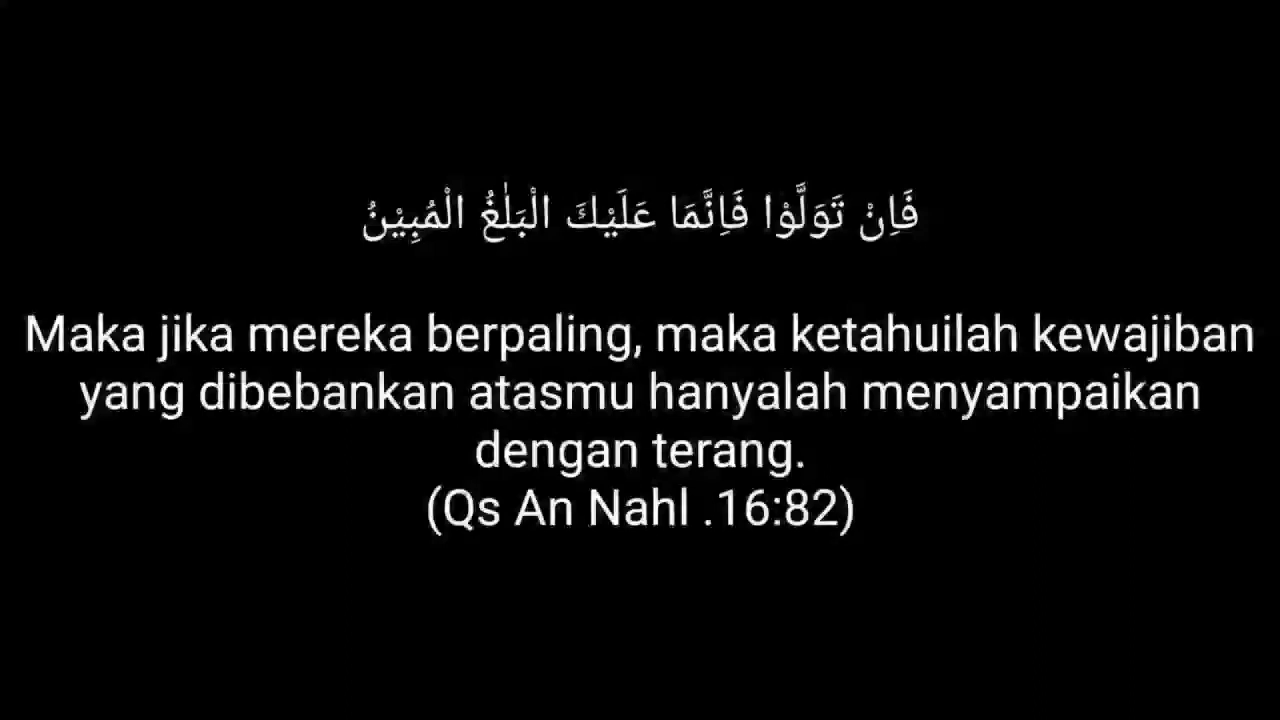 فَاِنْ تَوَلَّوْا فَاِنَّمَا عَلَيْكَ الْبَلٰغُ الْمُبِيْنُ
Maka jika mereka berpaling, maka ketahuilah kewajiban
yang dibebankan atasmu hanyalah menyampaikan
dengan terang.
(Qs An Nahl .16:82)